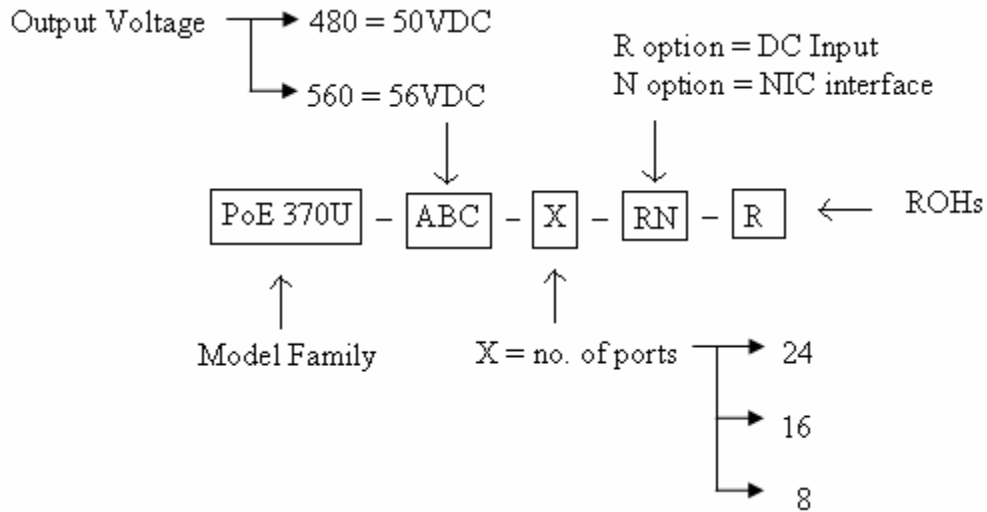 Output Voltage
480 = 50VDC
560 = 56VDC
R option = DC Input
N option = NIC interface
PoE 370U - ABC - X - RN - R
ROHs
Model Family
X = no. of ports
24
16
8